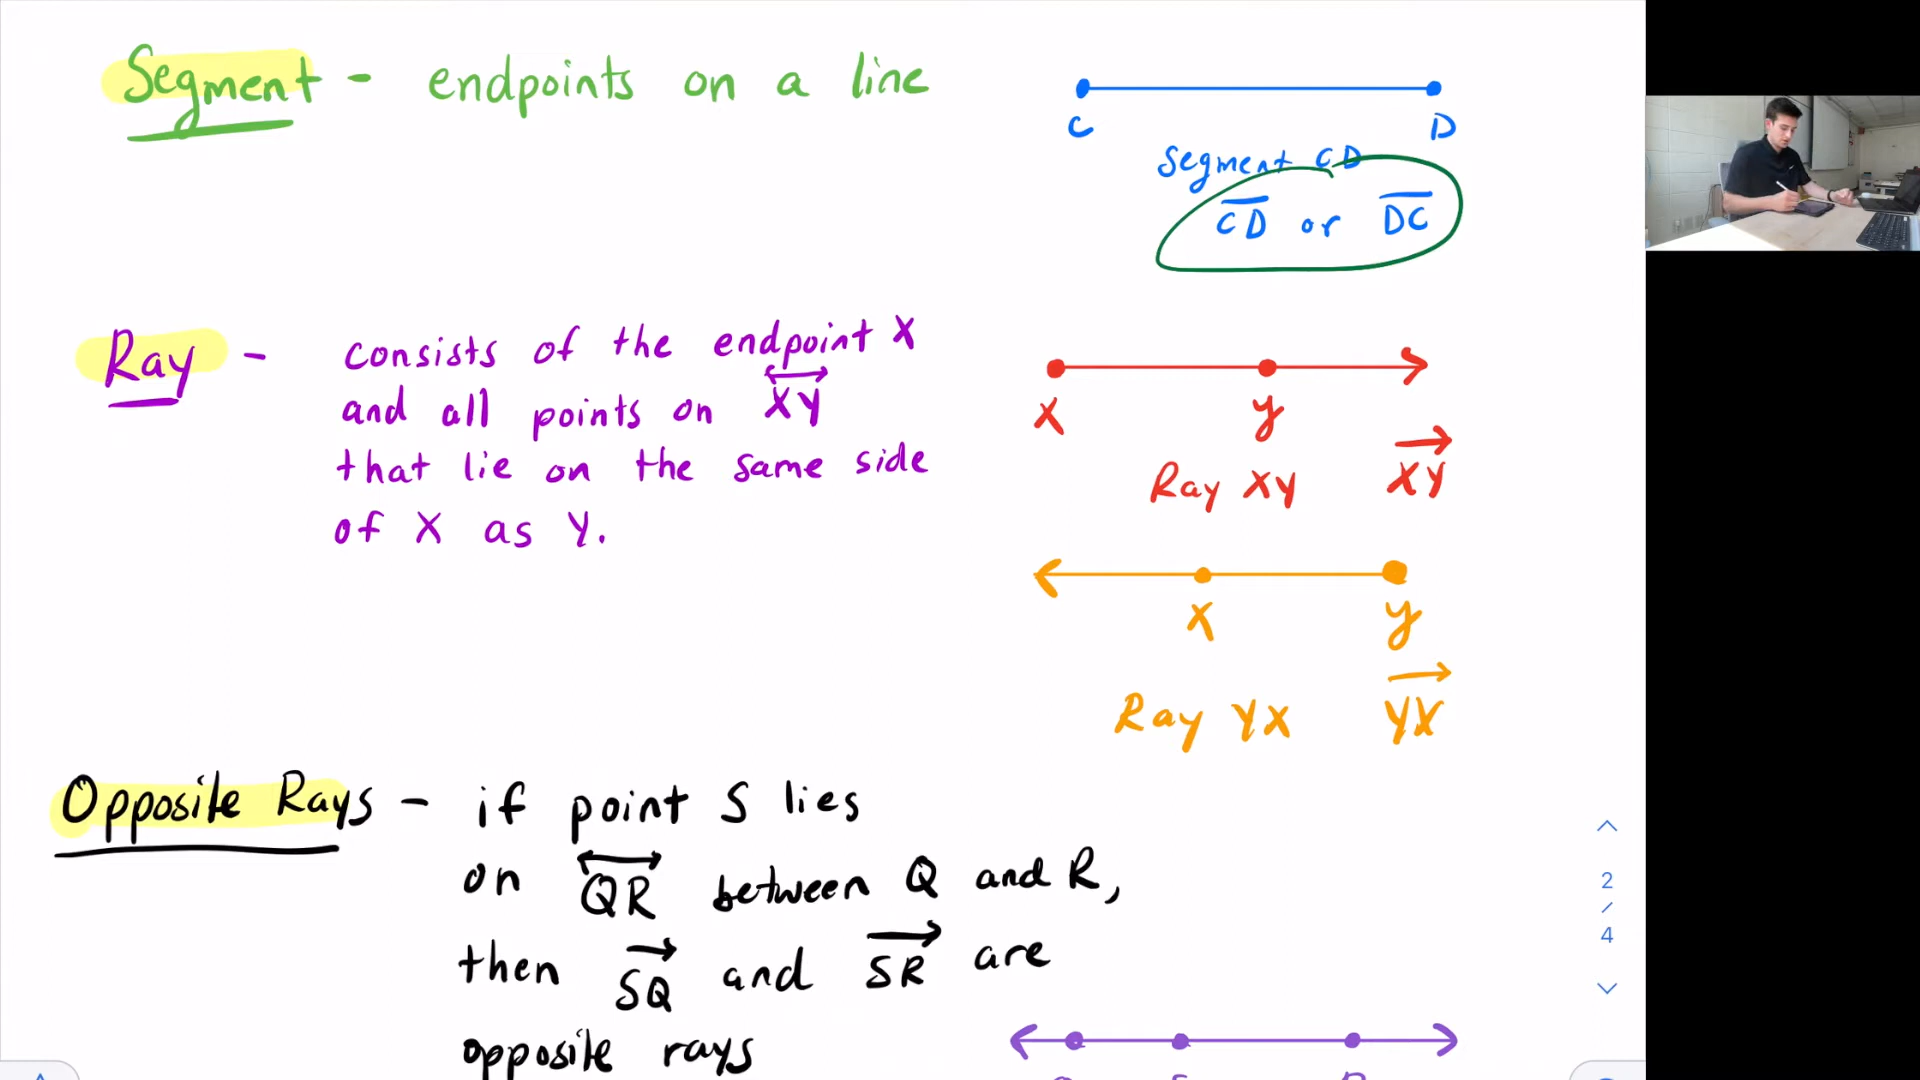 Segment - endpoints on a line
C D
Segment CD
CD or DC
Ray - consists of the endpoint X
and all points on XY
that lie on the same side
of X as Y.
X y
Ray XY XY
X y
Ray YX YX
Opposite Rays - if point S lies
on QR between Q and R,
then SQ and SR are
opposite rays
2
/
4